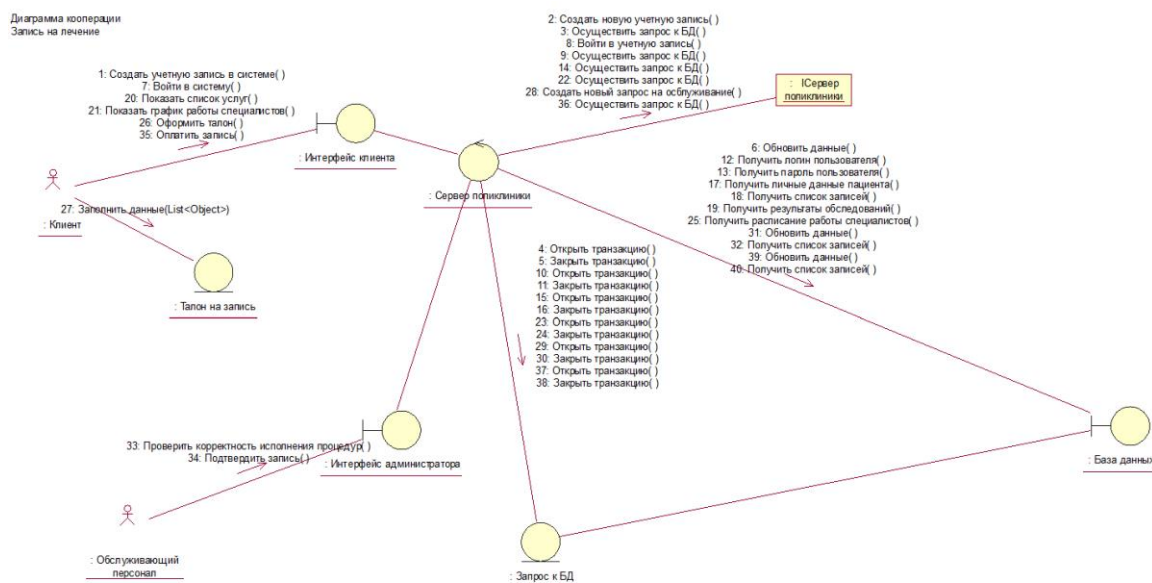 Диаграмма кооперации
Запись на лечение
1: Создать учетную запись в системе( )
7: Войти в систему( )
20: Показать список услуг( )
21: Показать график работы специалистов( )
26: Оформить талон( )
35: Оплатить запись( )
: Интерфейс клиента
2: Создать новую учетную запись( )
3: Осуществить запрос к БД( )
8: Войти в учетную запись( )
9: Осуществить запрос к БД( )
14: Осуществить запрос к БД( )
22: Осуществить запрос к БД( )
28: Создать новый запрос на осблуживание( )
36: Осуществить запрос к БД( )
: IСервер
поликлиники
: Сервер поликлиники
: Клиент
27: Заполнить данные(List<Object>)
: Талон на запись
6: Обновить данные( )
12: Получить логин пользователя( )
13: Получить пароль пользователя( )
17: Получить личные данные пациента( )
18: Получить список записей( )
19: Получить результаты обследований( )
25: Получить расписание работы специалистов( )
31: Обновить данные( )
32: Получить список записей( )
39: Обновить данные( )
40: Получить список записей( )
4: Открыть транзакцию( )
5: Закрыть транзакцию( )
10: Открыть транзакцию( )
11: Закрыть транзакцию( )
15: Открыть транзакцию( )
16: Закрыть транзакцию( )
23: Открыть транзакцию( )
24: Закрыть транзакцию( )
29: Открыть транзакцию( )
30: Закрыть транзакцию( )
37: Открыть транзакцию( )
38: Закрыть транзакцию( )
33: Проверить корректность исполнения процедур( )
34: Подтвердить запись( )
: Интерфейс администратора
: База данных
: Обслуживающий
персонал
: Запрос к БД